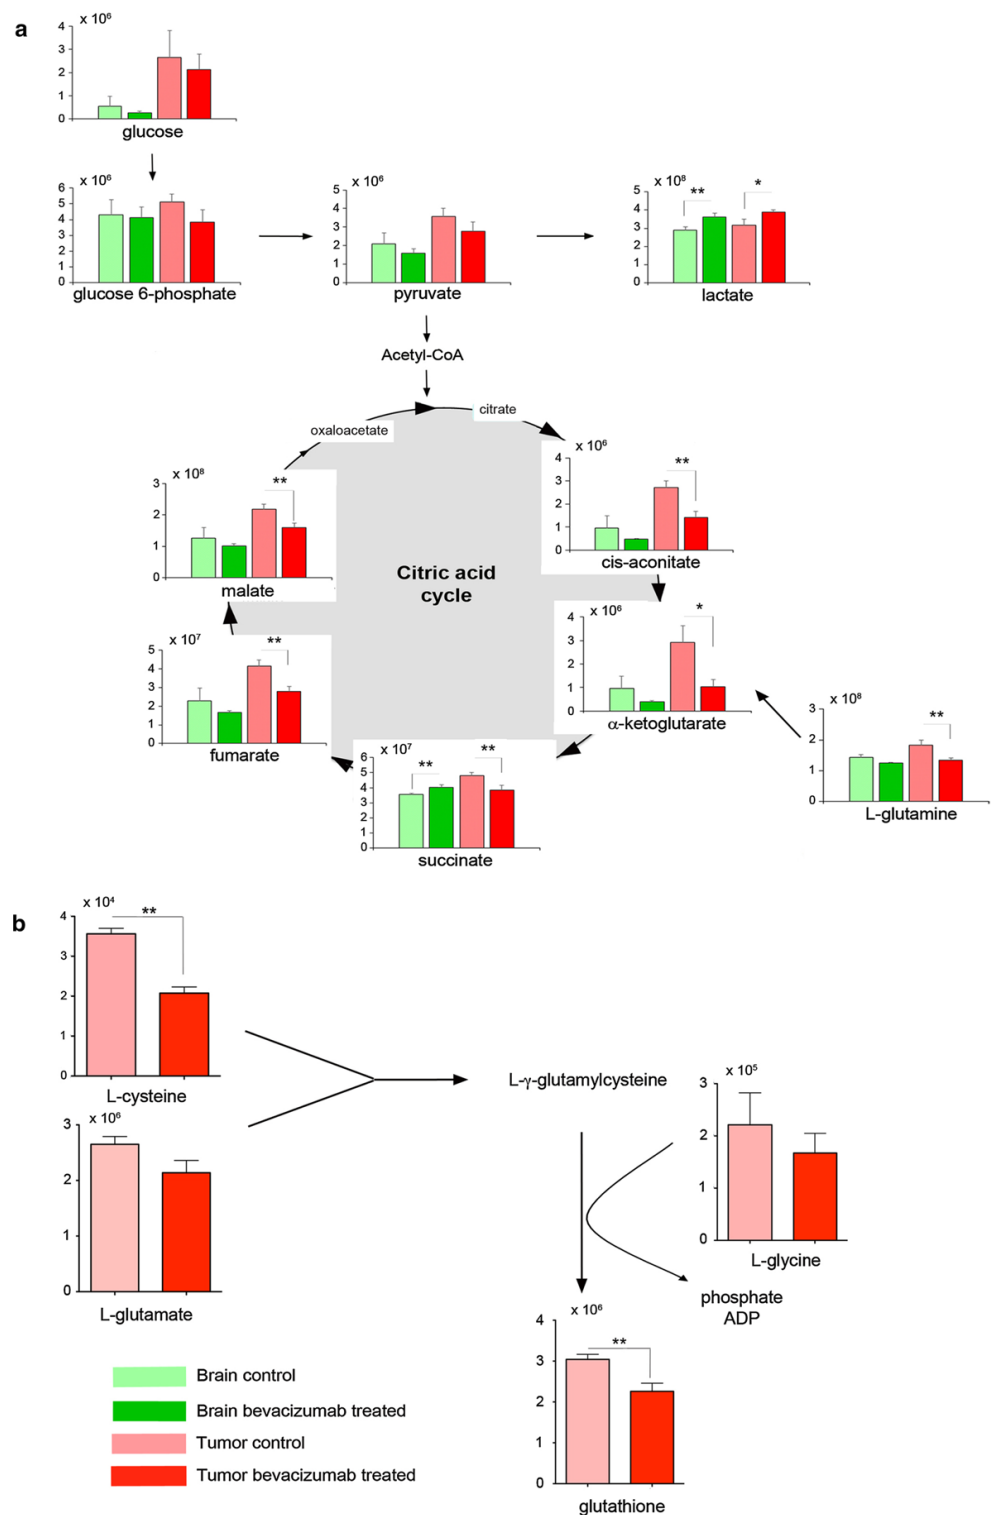 a
x 10⁶
4
3
2
1
0
glucose
x 10⁶
6
5
4
3
2
1
0
glucose 6-phosphate
x 10⁶
5
4
3
2
1
0
pyruvate
x 10⁸
5
4
3
2
1
0
**
*
lactate
Acetyl-CoA
citrate
oxaloacetate
x 10⁶
4
3
2
1
0
**
cis-aconitate
x 10⁸
3
2
1
0
**
malate
Citric acid
cycle
x 10⁶
4
3
2
1
0
*
α-ketoglutarate
x 10⁷
5
4
3
2
1
0
**
fumarate
x 10⁸
3
2
1
0
**
L-glutamine
x 10⁷
6
5
4
3
2
1
0
**
**
succinate
b
x 10⁴
4
3
2
1
0
**
L-cysteine
x 10⁶
3
2
1
0
L-glutamate
L-γ-glutamylcysteine
x 10⁵
3
2
1
0
L-glycine
phosphate
ADP
x 10⁶
4
3
2
1
0
**
glutathione
Brain control
Brain bevacizumab treated
Tumor control
Tumor bevacizumab treated